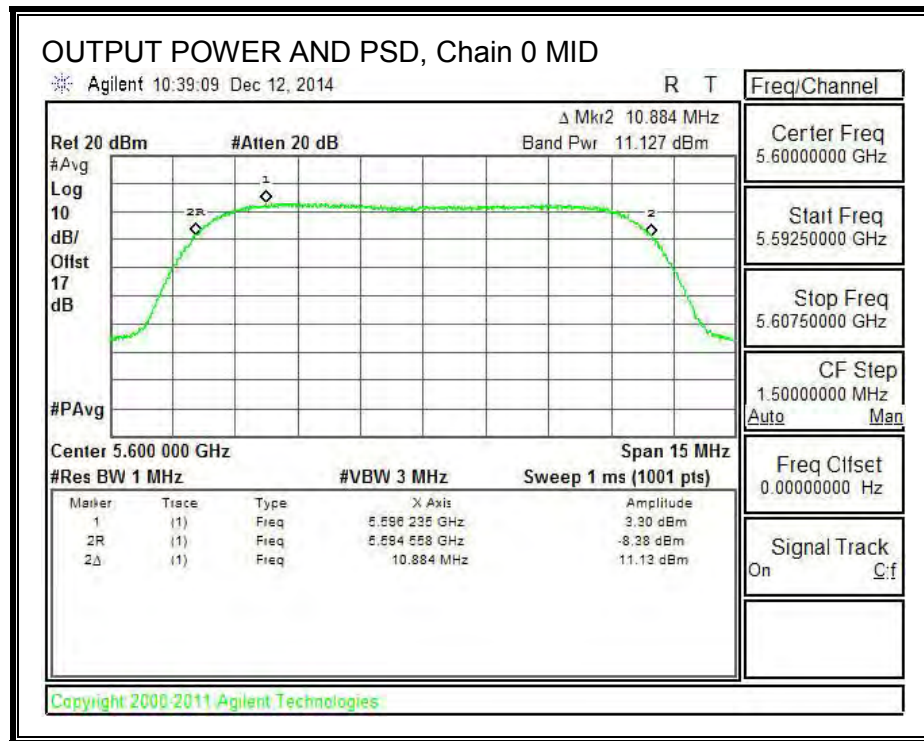 OUTPUT POWER AND PSD, Chain 0 MID
Agilent 10:39:09 Dec 12, 2014 R T
Freq/Channel
Δ Mkr2 10.884 MHz
Ref 20 dBm #Atten 20 dB Band Pwr 11.127 dBm
#Avg
Log
10
dB/
Offst
17
dB
1
2R
2
#PAvg
Center 5.600 000 GHz Span 15 MHz
#Res BW 1 MHz #VBW 3 MHz Sweep 1 ms (1001 pts)
Marker Trace Type X Axis Amplitude
1 (1) Freq 5.596 235 GHz 3.30 dBm
2R (1) Freq 5.594 558 GHz -8.38 dBm
2Δ (1) Freq 10.884 MHz 11.13 dBm
Center Freq
5.60000000 GHz
Start Freq
5.59250000 GHz
Stop Freq
5.60750000 GHz
CF Step
1.50000000 MHz
Auto Man
Freq Offset
0.00000000 Hz
Signal Track
On Off
Copyright 2000-2011 Agilent Technologies